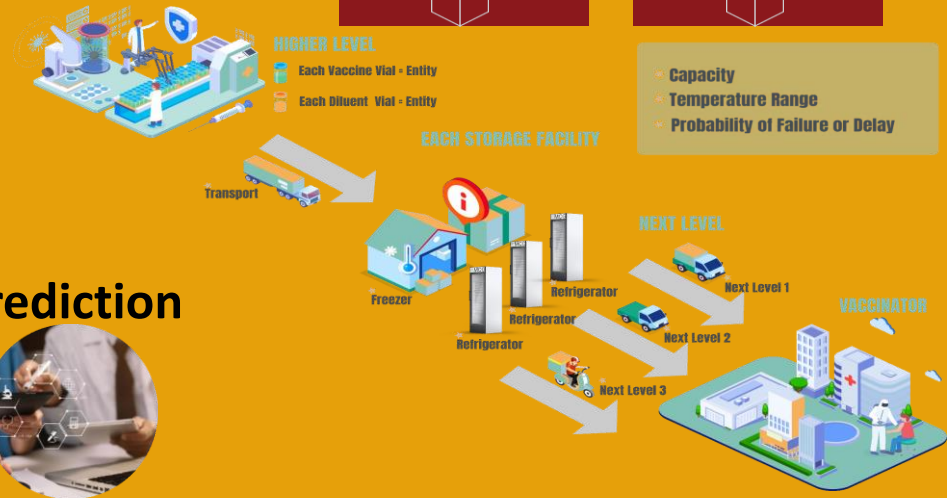 HIGHER LEVEL
Each Vaccine Vial = Entity
Each Diluent Vial = Entity
Capacity
Temperature Range
Probability of Failure or Delay
EACH STORAGE FACILITY
Transport
NEXT LEVEL
Freezer
Refrigerator
Refrigerator
Refrigerator
Next Level 1
Next Level 2
Next Level 3
VACCINATOR
rediction